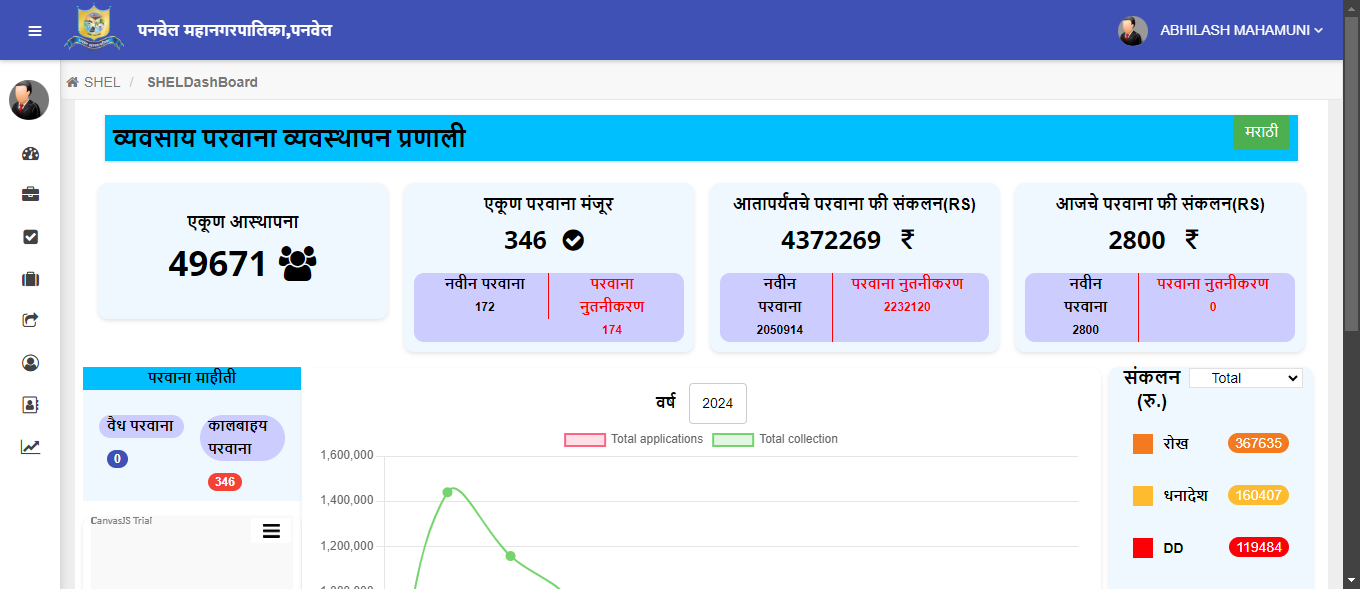 पनवेल महानगरपालिका,पनवेल
ABHILASH MAHAMUNI
SHEL / SHELDashBoard
व्यवसाय परवाना व्यवस्थापन प्रणाली
मराठी
एकूण आस्थापना
49671
एकूण परवाना मंजूर
346
नवीन परवाना
172
परवाना
नुतनीकरण
174
आतापर्यंतचे परवाना फी संकलन(RS)
4372269 ₹
नवीन
परवाना
2050914
परवाना नुतनीकरण
2232120
आजचे परवाना फी संकलन(RS)
2800 ₹
नवीन
परवाना
2800
परवाना नुतनीकरण
0
परवाना माहीती
वैध परवाना
0
कालबाहय
परवाना
346
CanvasJS Trial
वर्ष 2024
Total applications Total collection
1,600,000
1,400,000
1,200,000
संकलन
(रु.)
Total
रोख 367635
धनादेश 160407
DD 119484